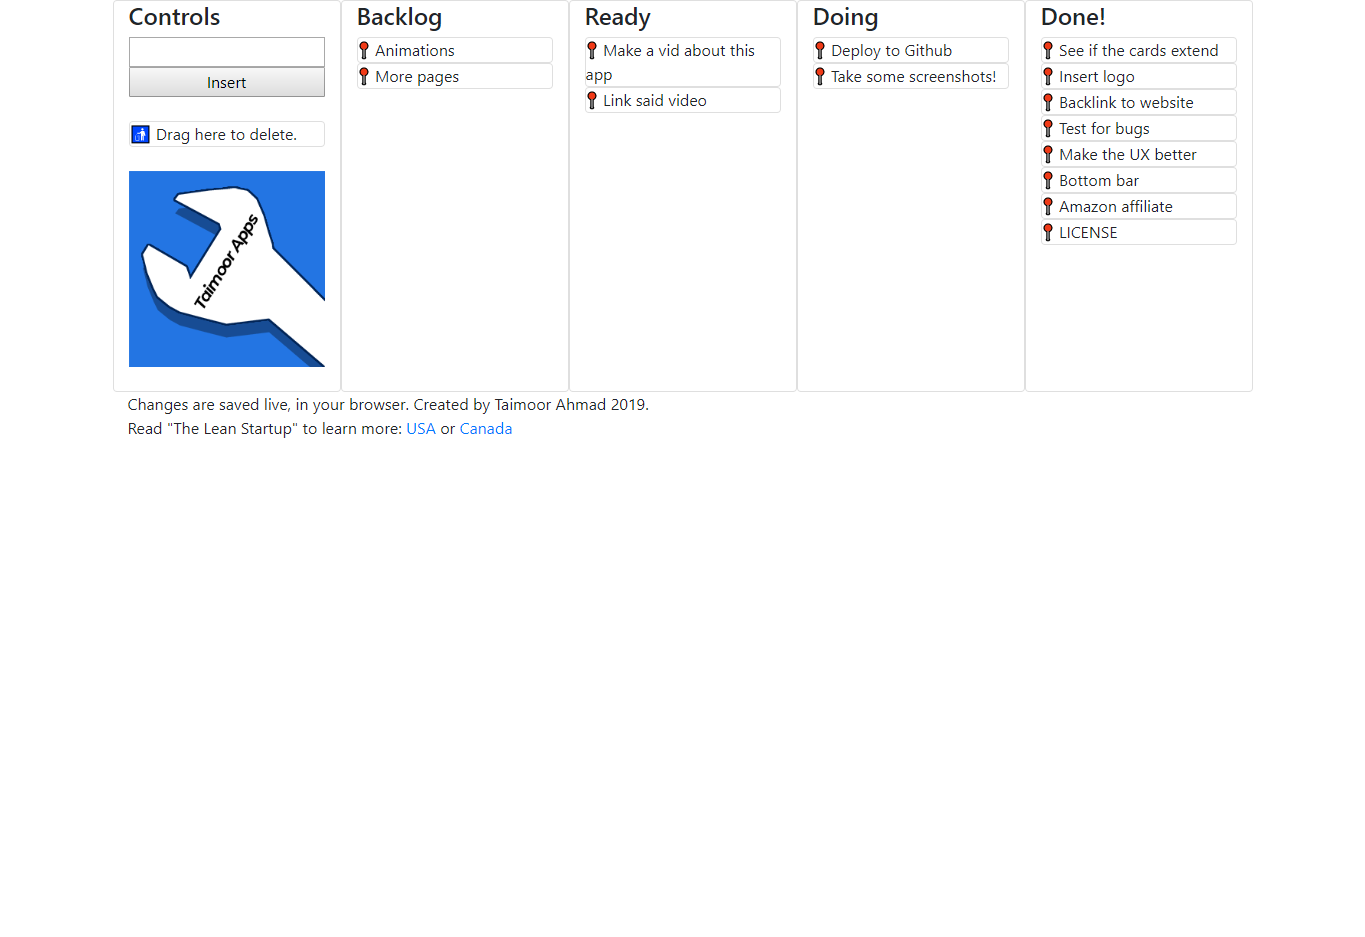 Controls
Insert
Drag here to delete.
Taimoor Apps
Backlog
Animations
More pages
Ready
Make a vid about this
app
Link said video
Doing
Deploy to Github
Take some screenshots!
Done!
See if the cards extend
Insert logo
Backlink to website
Test for bugs
Make the UX better
Bottom bar
Amazon affiliate
LICENSE
Changes are saved live, in your browser. Created by Taimoor Ahmad 2019.
Read "The Lean Startup" to learn more: USA or Canada